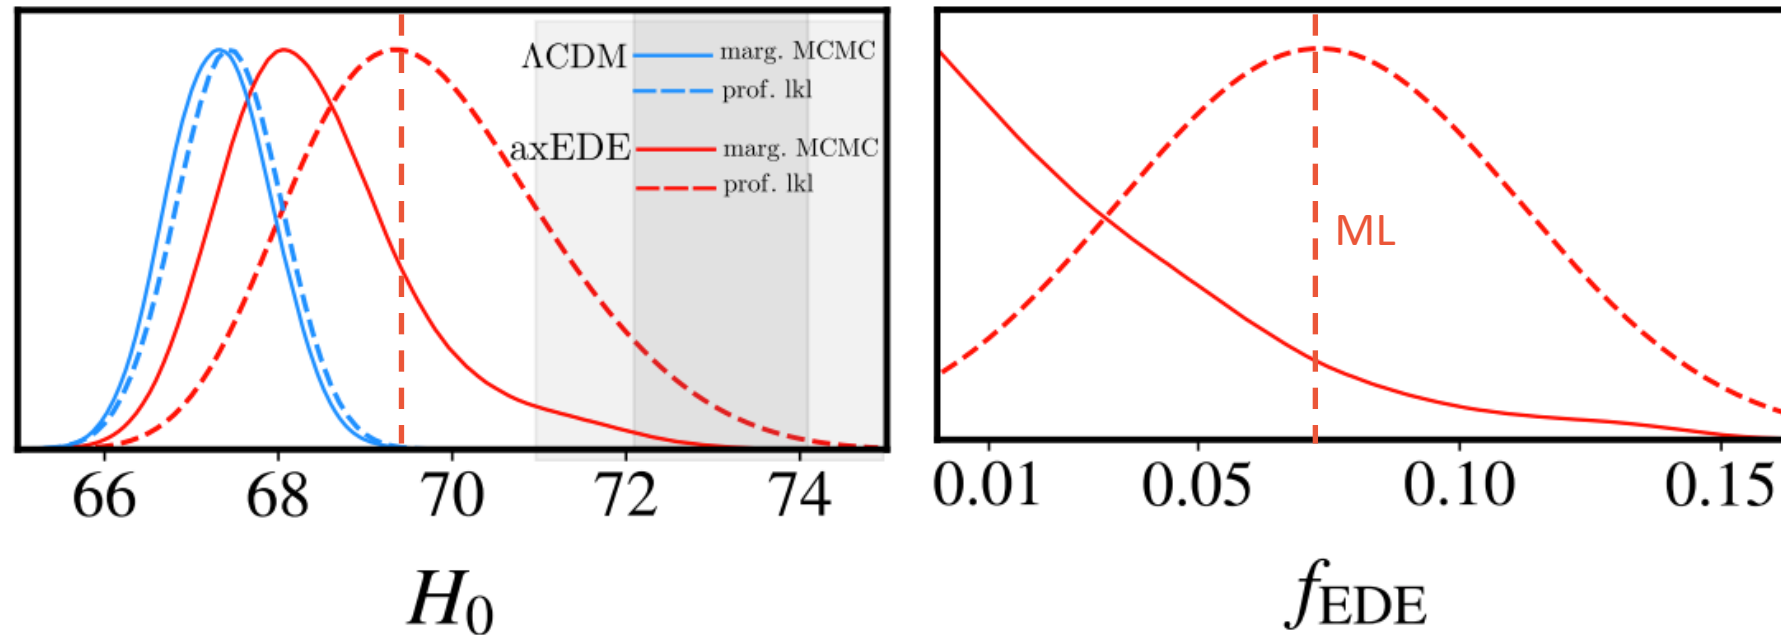 ΛCDM
marg. MCMC
prof. lkl
axEDE
marg. MCMC
prof. lkl
66 68 70 72 74
H₀
ML
0.01 0.05 0.10 0.15
f_EDE